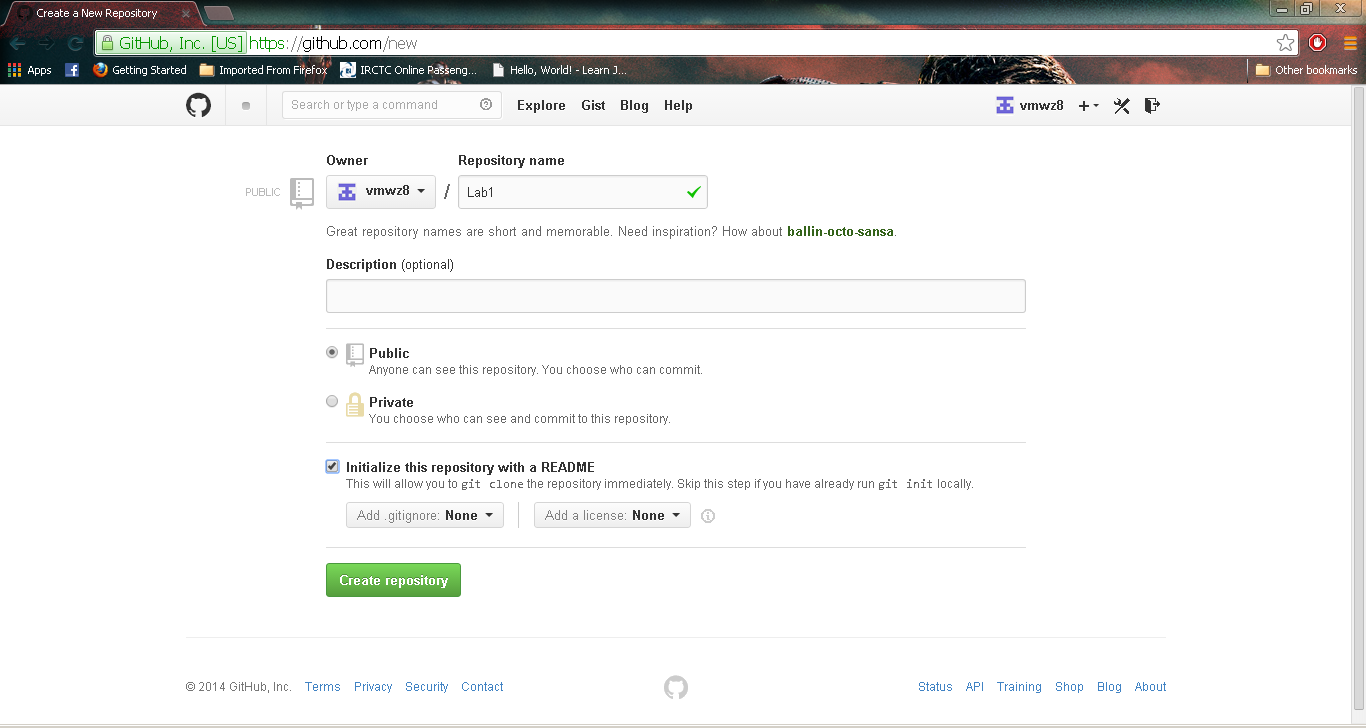 Create a New Repository
GitHub, Inc. [US] https://github.com/new
Apps Getting Started Imported From Firefox IRCTC Online Passeng... Hello, World! - Learn J... Other bookmarks
Search or type a command Explore Gist Blog Help vmwz8
Owner Repository name
PUBLIC vmwz8 / Lab1
Great repository names are short and memorable. Need inspiration? How about ballin-octo-sansa.
Description (optional)
Public
Anyone can see this repository. You choose who can commit.
Private
You choose who can see and commit to this repository.
Initialize this repository with a README
This will allow you to git clone the repository immediately. Skip this step if you have already run git init locally.
Add .gitignore: None Add a license: None
Create repository
© 2014 GitHub, Inc. Terms Privacy Security Contact Status API Training Shop Blog About